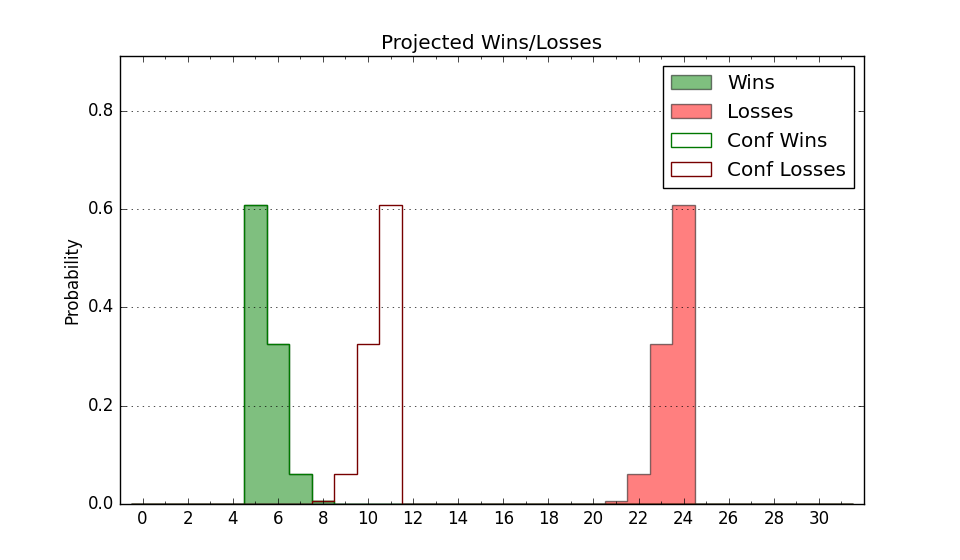 Projected Wins/Losses
Wins
Losses
Conf Wins
Conf Losses
Probability
0.8
0.6
0.4
0.2
0.0
0 2 4 6 8 10 12 14 16 18 20 22 24 26 28 30